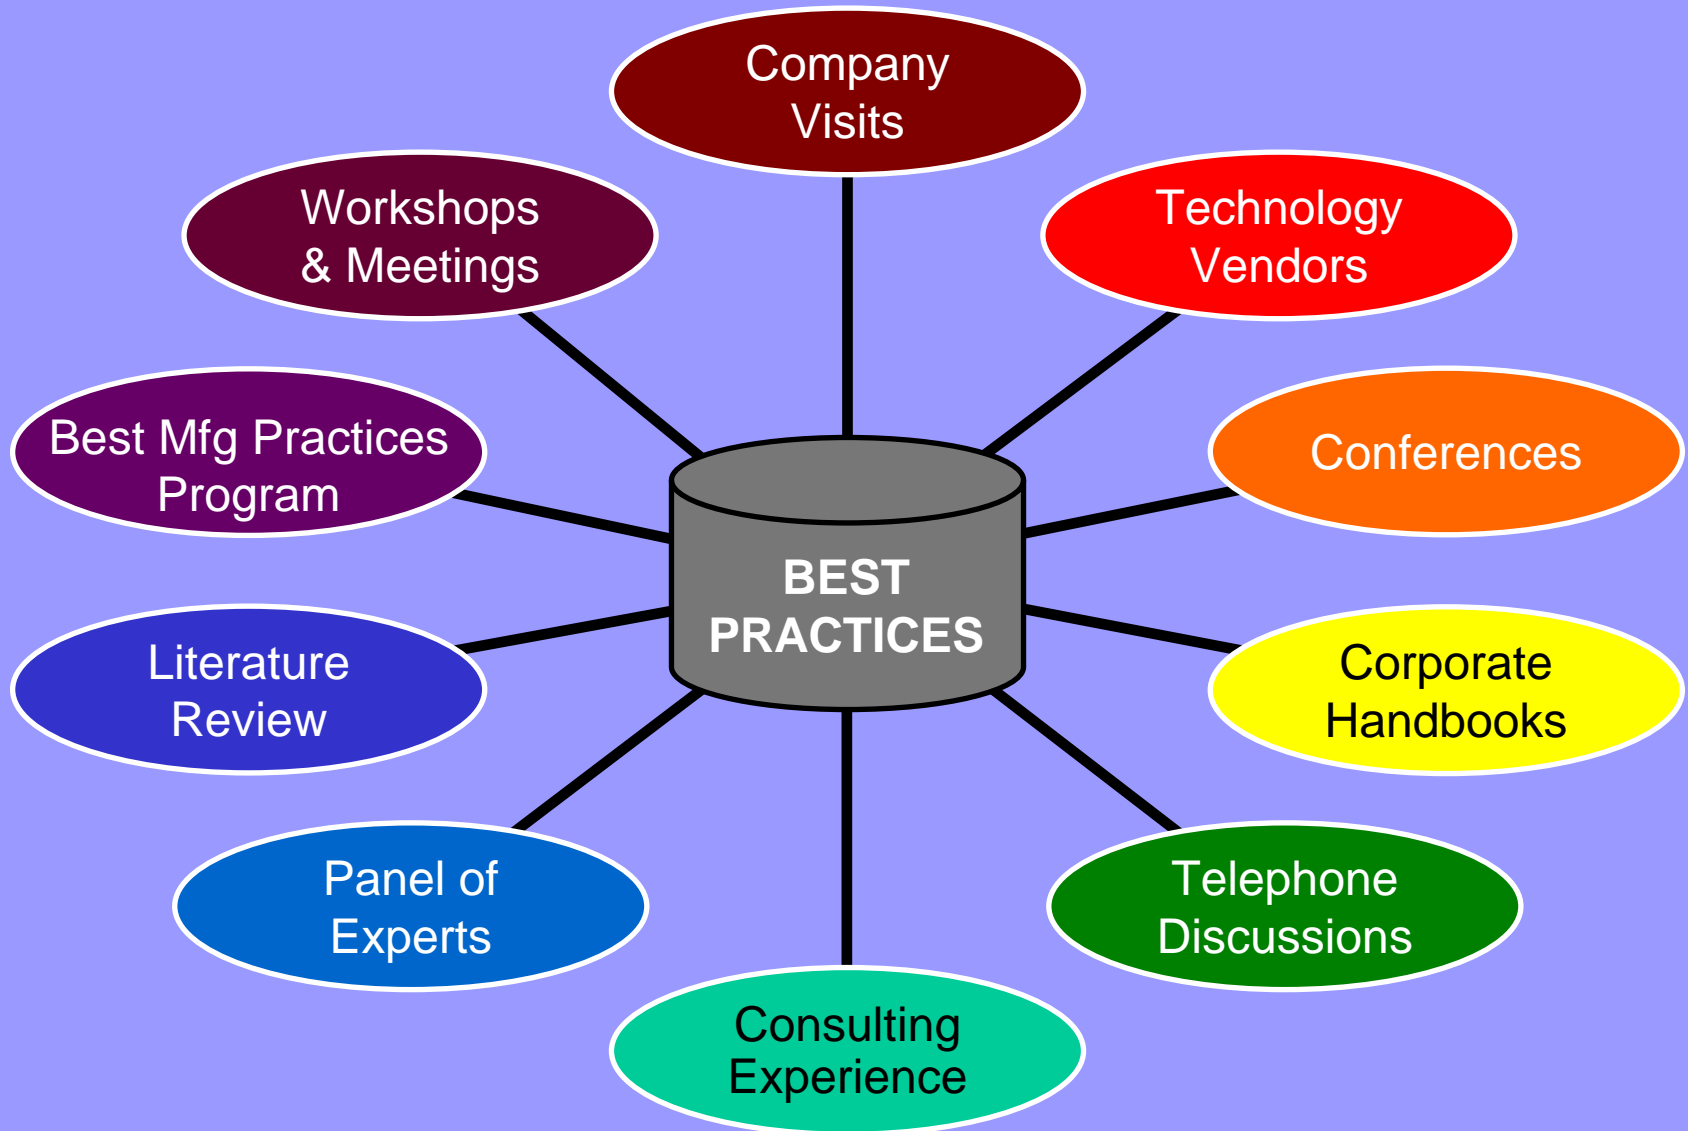 Company
Visits
Workshops
& Meetings
Technology
Vendors
Best Mfg Practices
Program
Conferences
BEST
PRACTICES
Literature
Review
Corporate
Handbooks
Panel of
Experts
Telephone
Discussions
Consulting
Experience